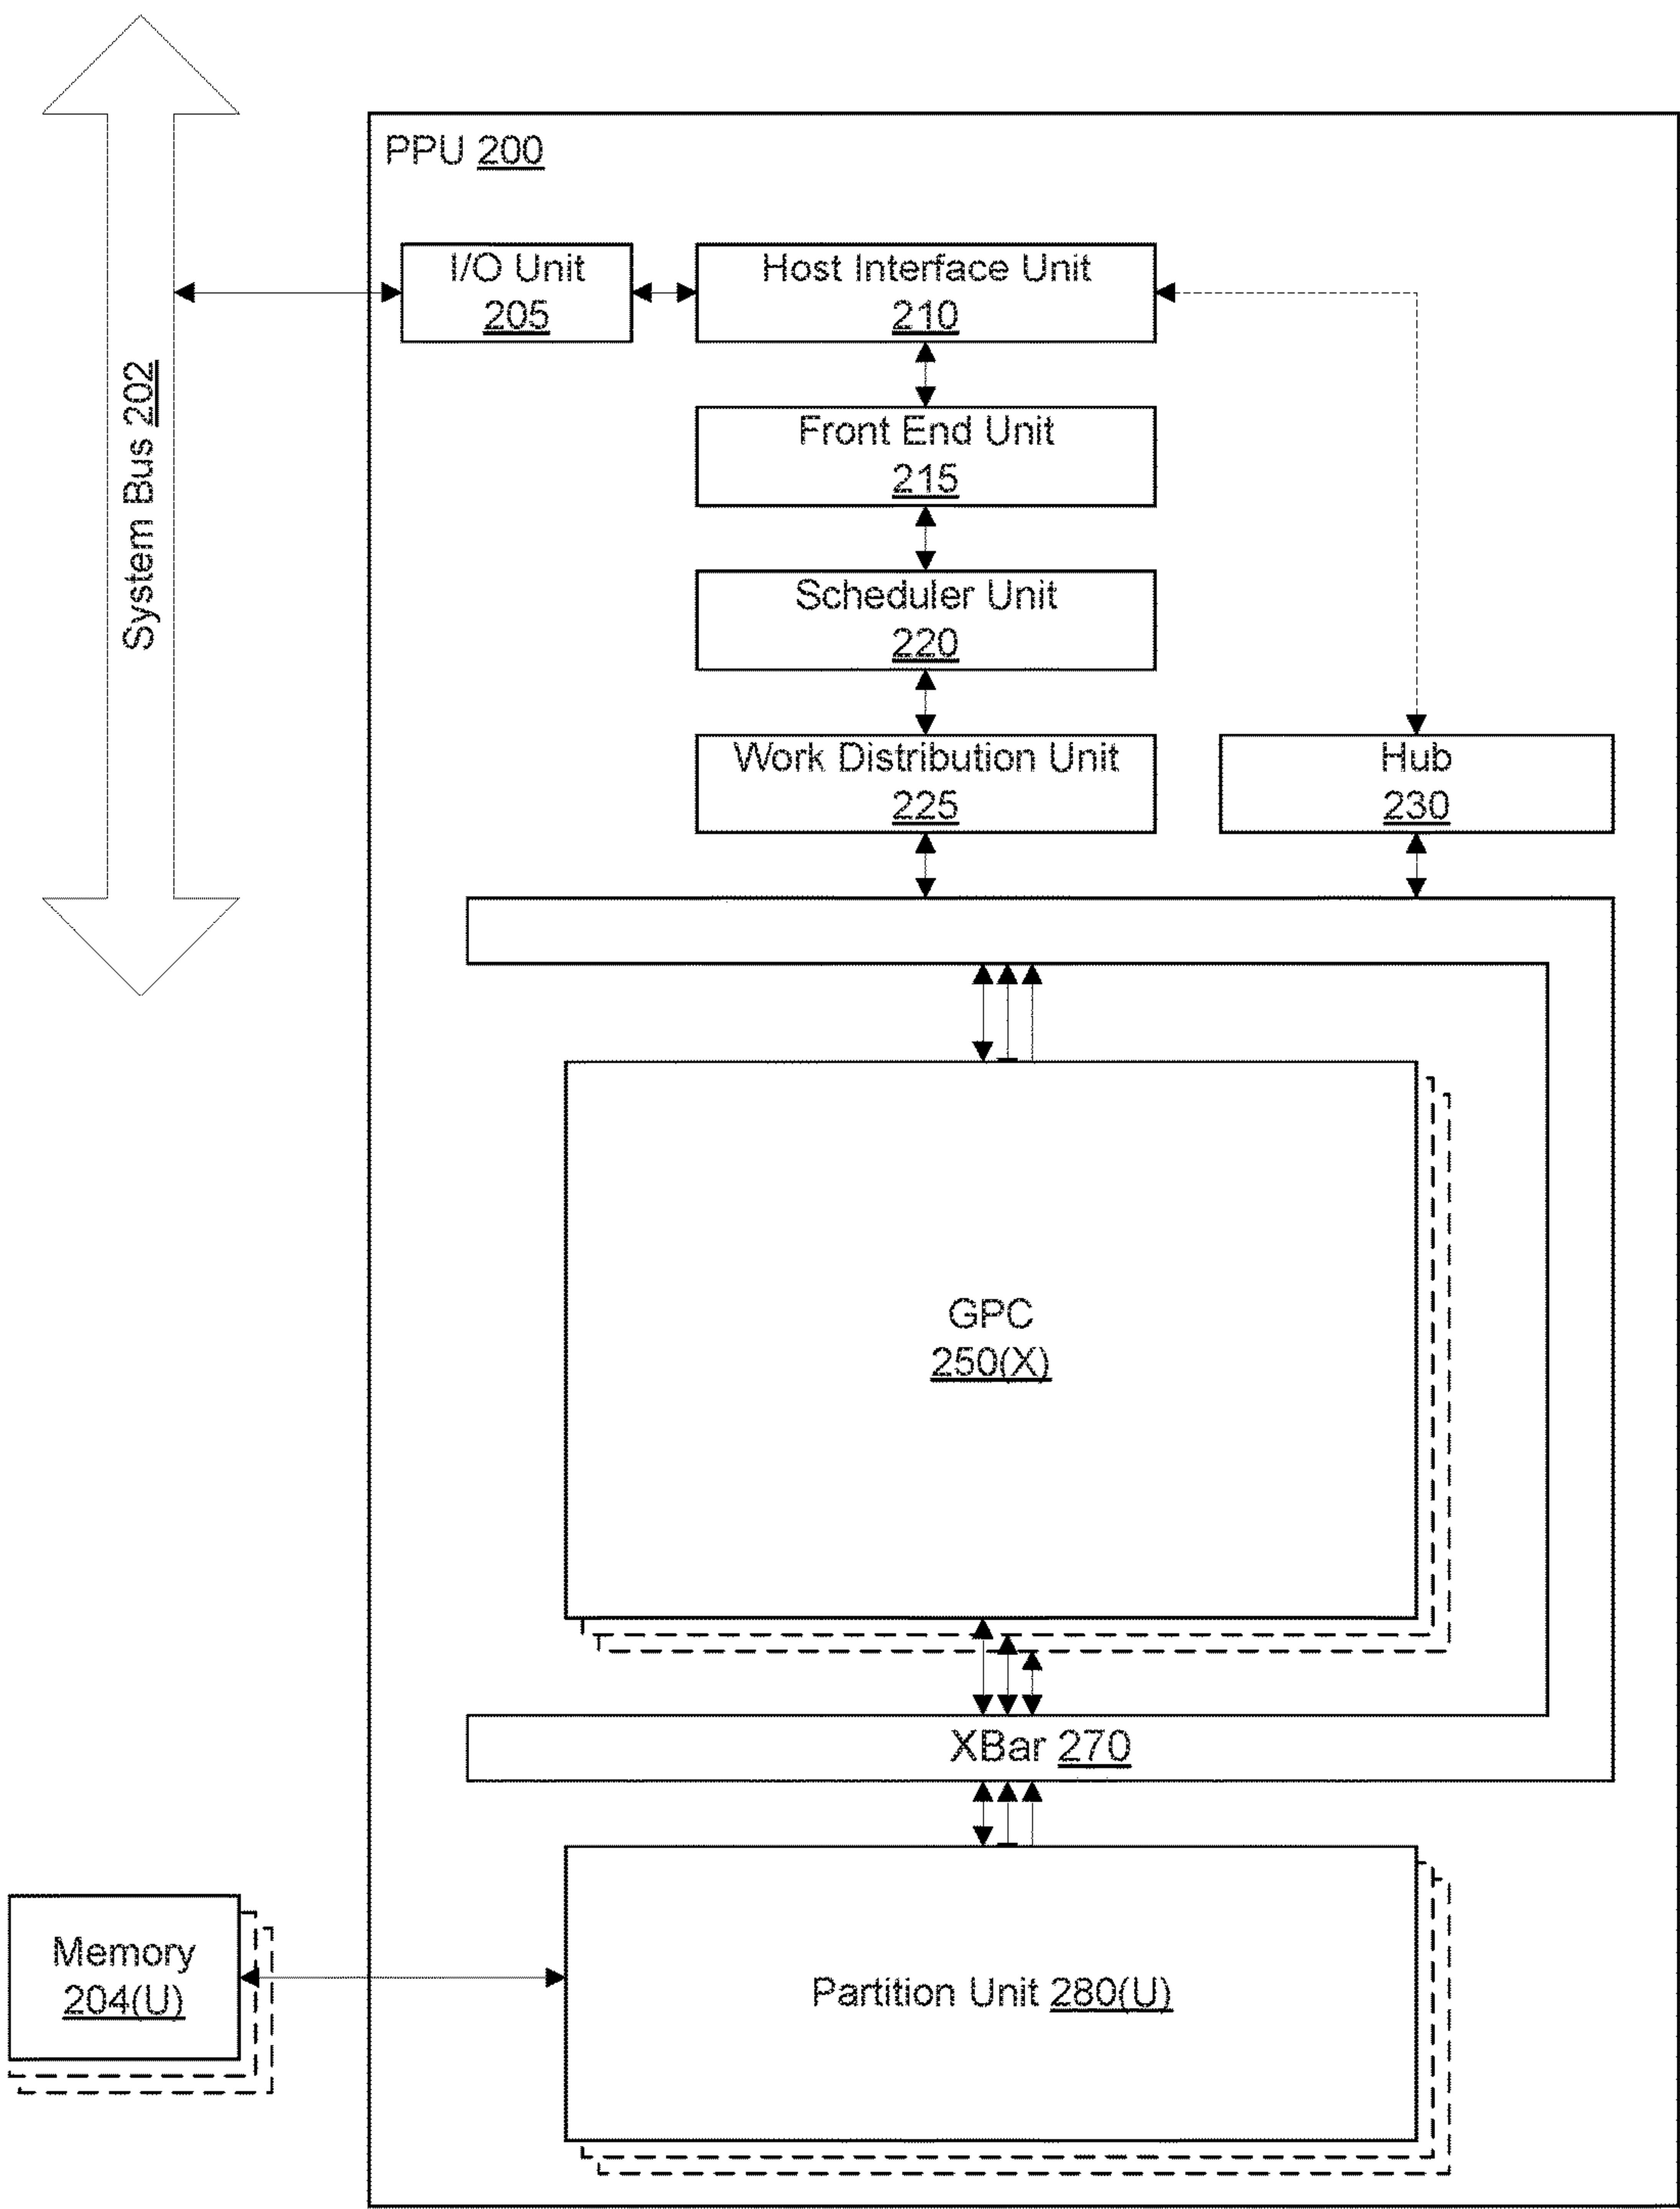 PPU 200
I/O Unit
205
Host Interface Unit
210
System Bus 202
Front End Unit
215
Scheduler Unit
220
Work Distribution Unit
225
Hub
230
GPC
250(X)
XBar 270
Memory
204(U)
Partition Unit 280(U)